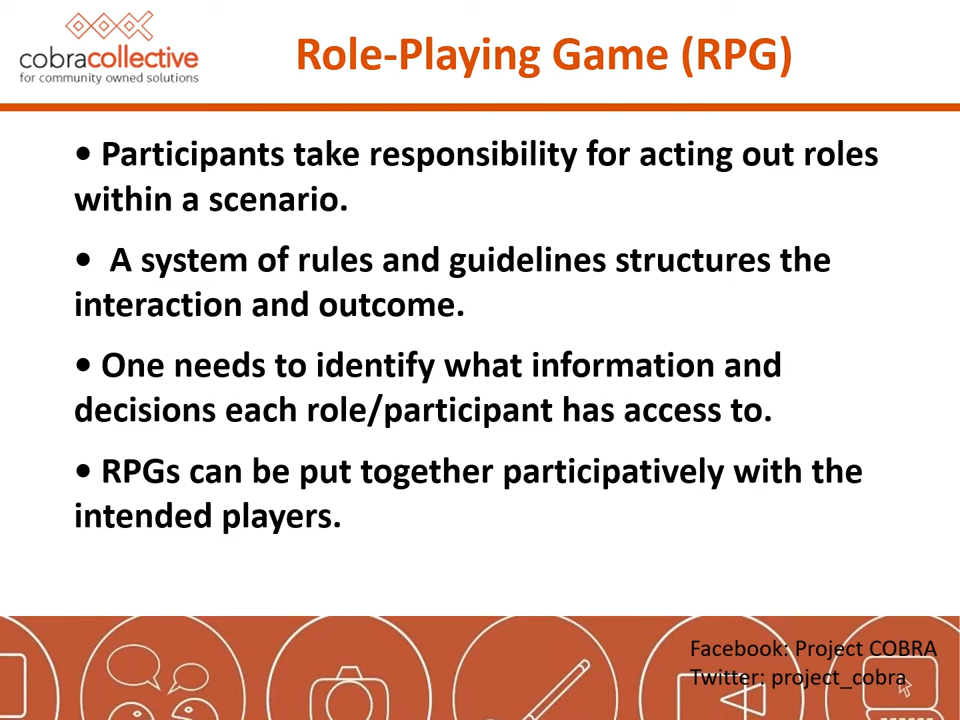 cobracollective
for community owned solutions
Role-Playing Game (RPG)
• Participants take responsibility for acting out roles
within a scenario.
• A system of rules and guidelines structures the
interaction and outcome.
• One needs to identify what information and
decisions each role/participant has access to.
• RPGs can be put together participatively with the
intended players.
Facebook: Project COBRA
Twitter: project_cobra